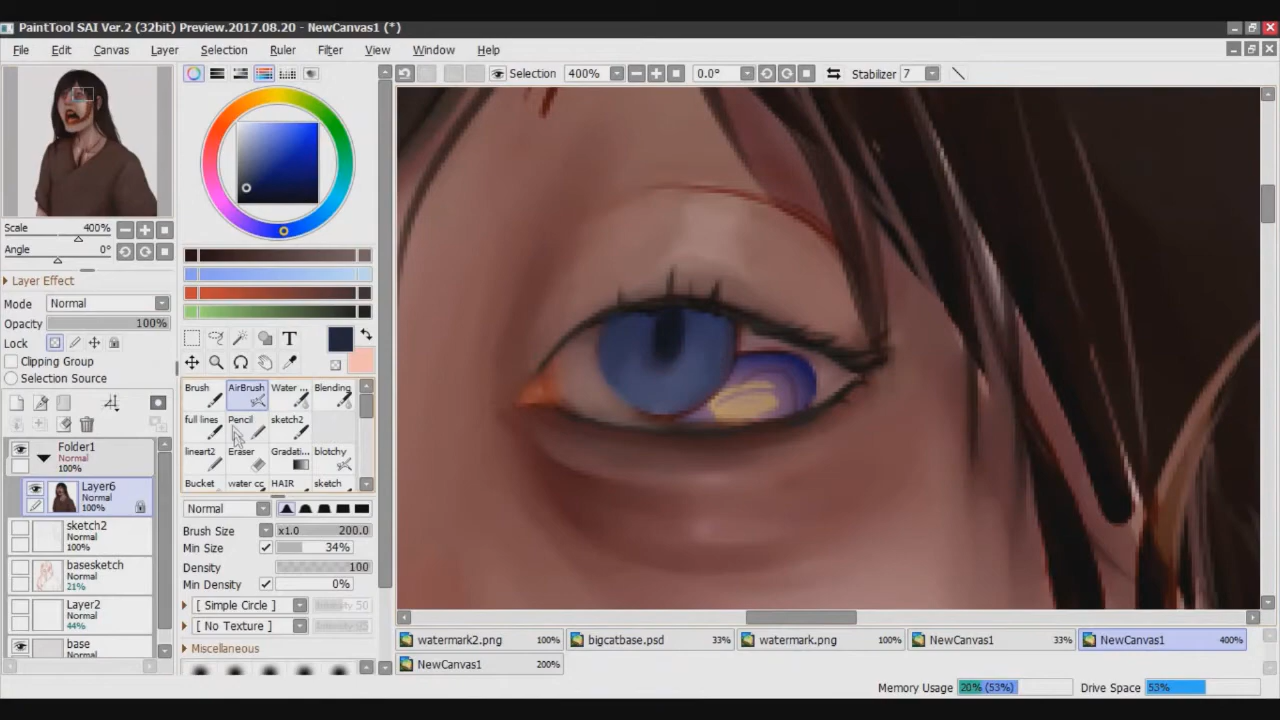 PaintTool SAI Ver.2 (32bit) Preview.2017.08.20 - NewCanvas1 (*)
File Edit Canvas Layer Selection Ruler Filter View Window Help
Selection 400% 0.0° Stabilizer 7
Scale 400%
Angle 0°
Layer Effect
Mode Normal
Opacity 100%
Lock
Clipping Group
Selection Source
Folder1
Normal
100%
Layer6
Normal
100%
sketch2
Normal
100%
basesketch
Normal
21%
Layer2
Normal
44%
base
Normal
T
Brush AirBrush Water ... Blending
full lines Pencil sketch2
lineart2 Eraser Gradati... blotchy
Bucket water cc HAIR sketch
Normal
Brush Size x1.0 200.0
Min Size 34%
Density 100
Min Density 0%
[ Simple Circle ] Intensity 50
[ No Texture ]
Miscellaneous
watermark2.png 100% bigcatbase.psd 33% watermark.png 100% NewCanvas1 33% NewCanvas1 400%
NewCanvas1 200%
Memory Usage 20% (53%) Drive Space 53%